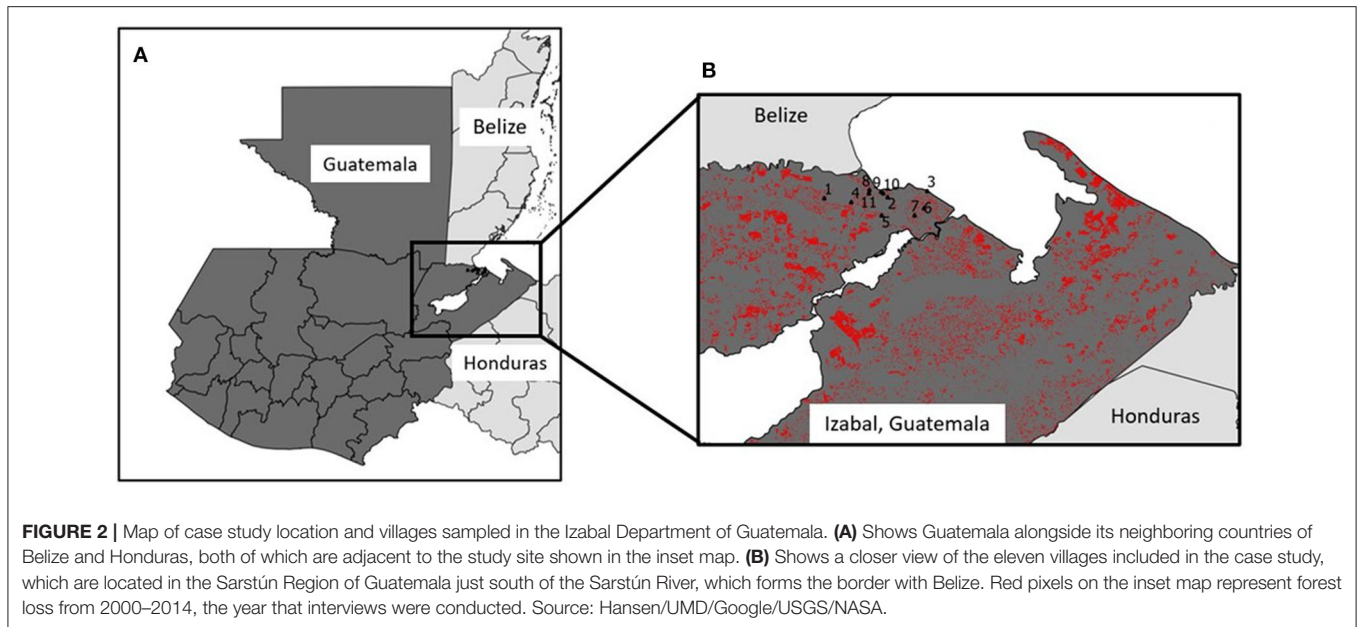 A
Guatemala
Belize
Honduras
B
Belize
1
4
8
9
10
11
2
5
3
7
6
Izabal, Guatemala
Honduras
FIGURE 2 | Map of case study location and villages sampled in the Izabal Department of Guatemala. (A) Shows Guatemala alongside its neighboring countries of
Belize and Honduras, both of which are adjacent to the study site shown in the inset map. (B) Shows a closer view of the eleven villages included in the case study,
which are located in the Sarstún Region of Guatemala just south of the Sarstún River, which forms the border with Belize. Red pixels on the inset map represent forest
loss from 2000–2014, the year that interviews were conducted. Source: Hansen/UMD/Google/USGS/NASA.